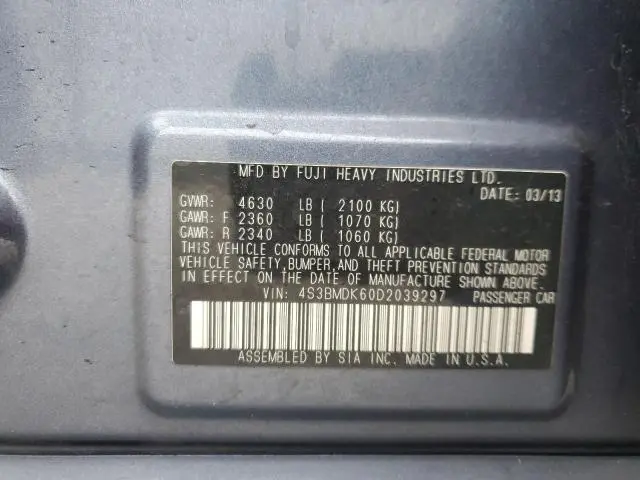 MFD BY FUJI HEAVY INDUSTRIES LTD.
DATE: 03/13
GVWR: 4630 LB ( 2100 KG)
GAWR: F 2360 LB ( 1070 KG)
GAWR: R 2340 LB ( 1060 KG)
THIS VEHICLE CONFORMS TO ALL APPLICABLE FEDERAL MOTOR
VEHICLE SAFETY, BUMPER, AND THEFT PREVENTION STANDARDS
IN EFFECT ON THE DATE OF MANUFACTURE SHOWN ABOVE.
VIN: 4S3BMDK60D2039297 PASSENGER CAR
ASSEMBLED BY SIA INC. MADE IN U.S.A.